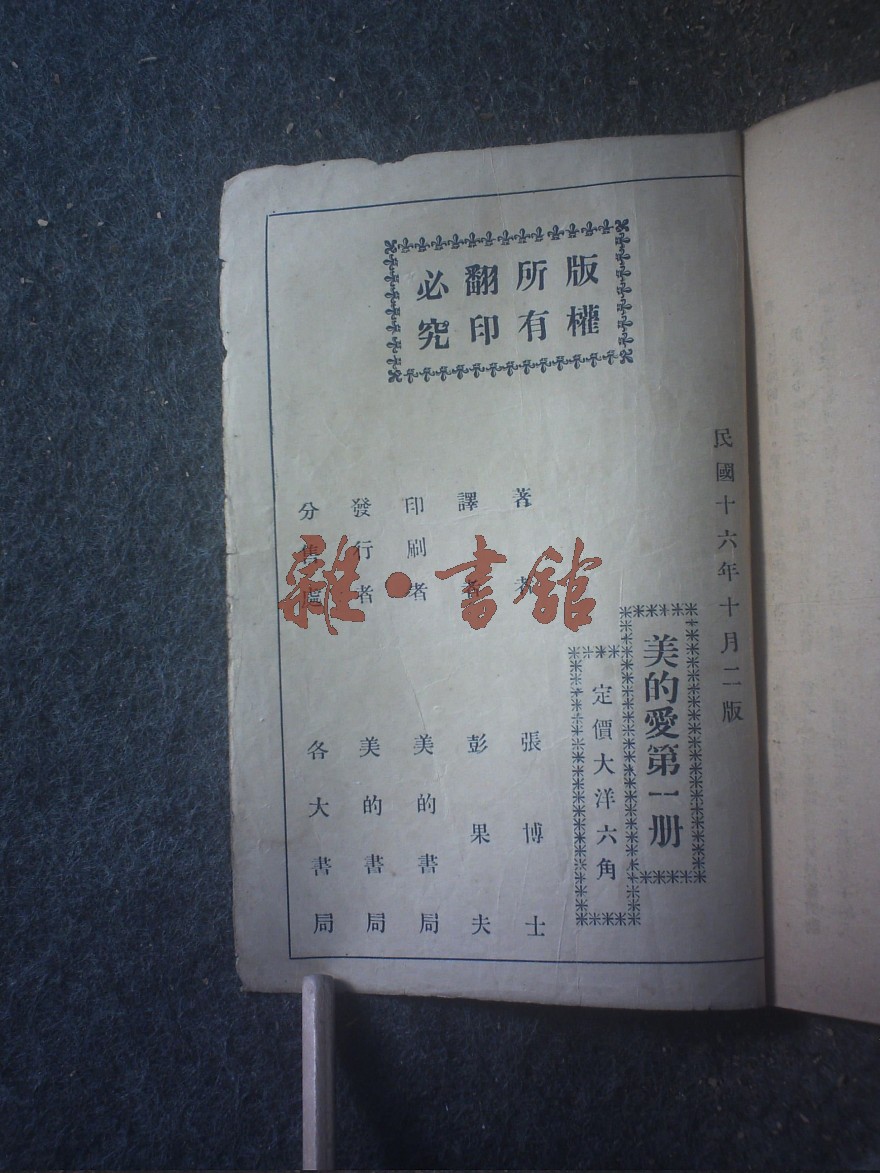 版權
所有
翻印
必究
民國十六年十月二版
美的愛第一册
定價大洋六角
著者 張博士
譯者 彭果夫
印刷者 美的書局
發行者 美的書局
分售處 各大書局
雜·書館